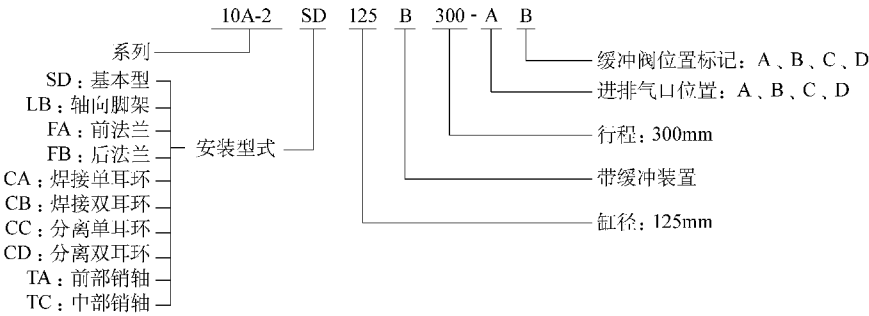 10A-2 SD 125 B 300 - A B
系列
SD：基本型
LB：轴向脚架
FA：前法兰
FB：后法兰
CA：焊接单耳环
CB：焊接双耳环
CC：分离单耳环
CD：分离双耳环
TA：前部销轴
TC：中部销轴
安装型式
缓冲阀位置标记：A、B、C、D
进排气口位置：A、B、C、D
行程：300mm
带缓冲装置
缸径：125mm